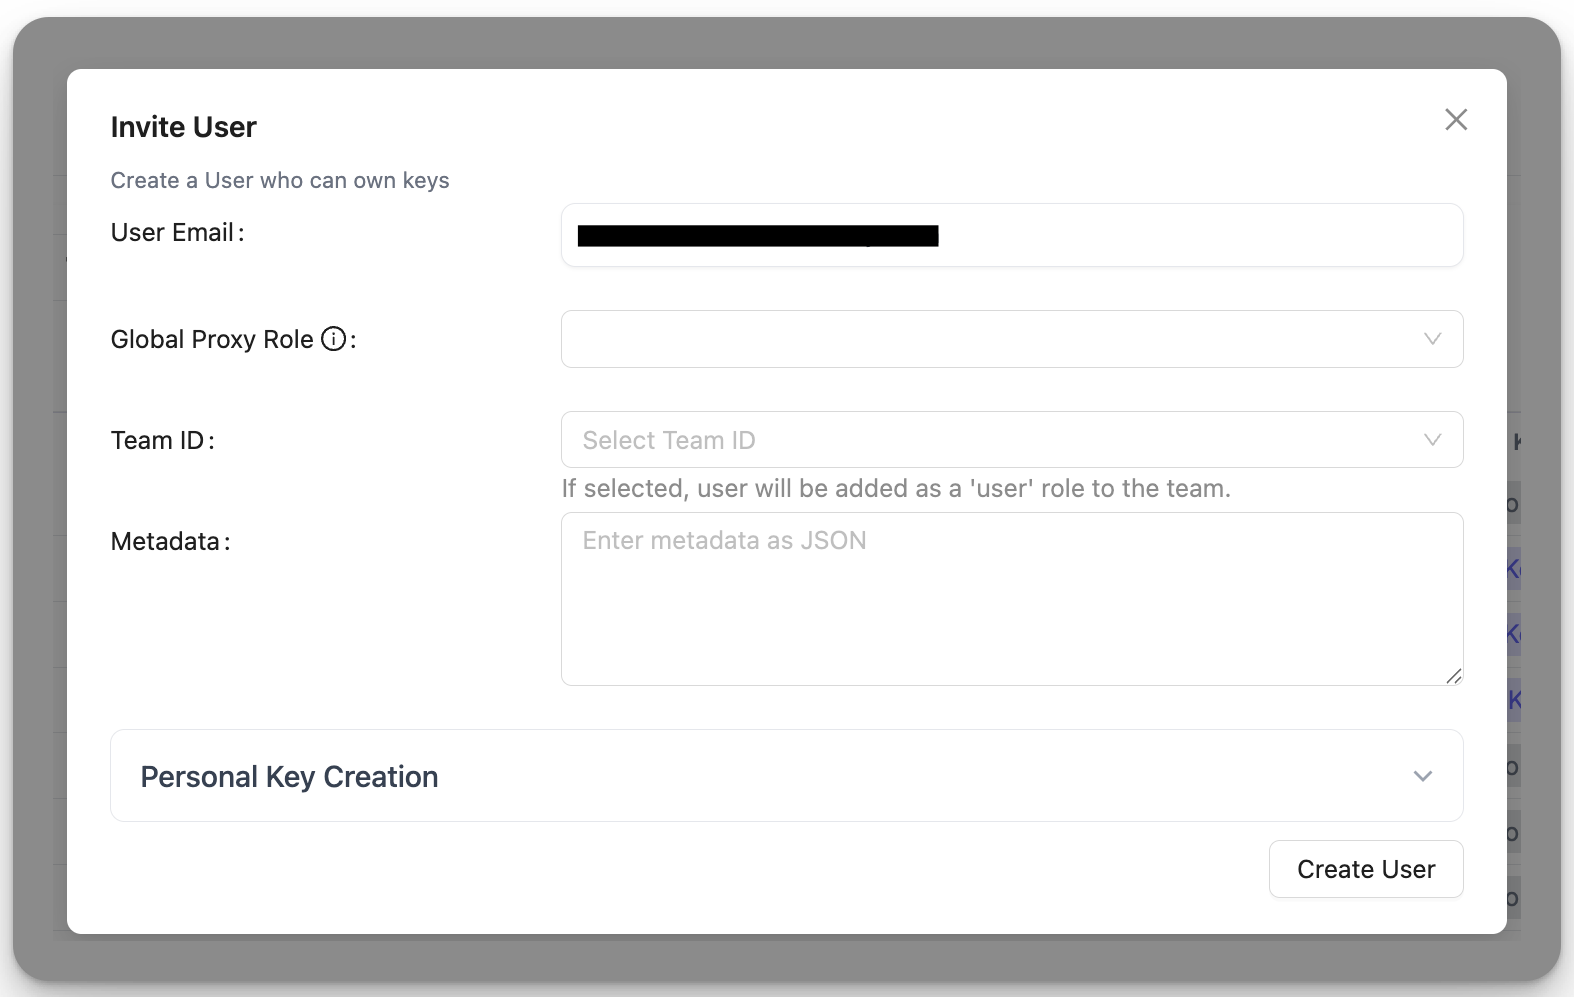 Invite User
Create a User who can own keys
User Email:
Global Proxy Role :
Team ID:
Select Team ID
If selected, user will be added as a 'user' role to the team.
Metadata:
Enter metadata as JSON
Personal Key Creation
Create User